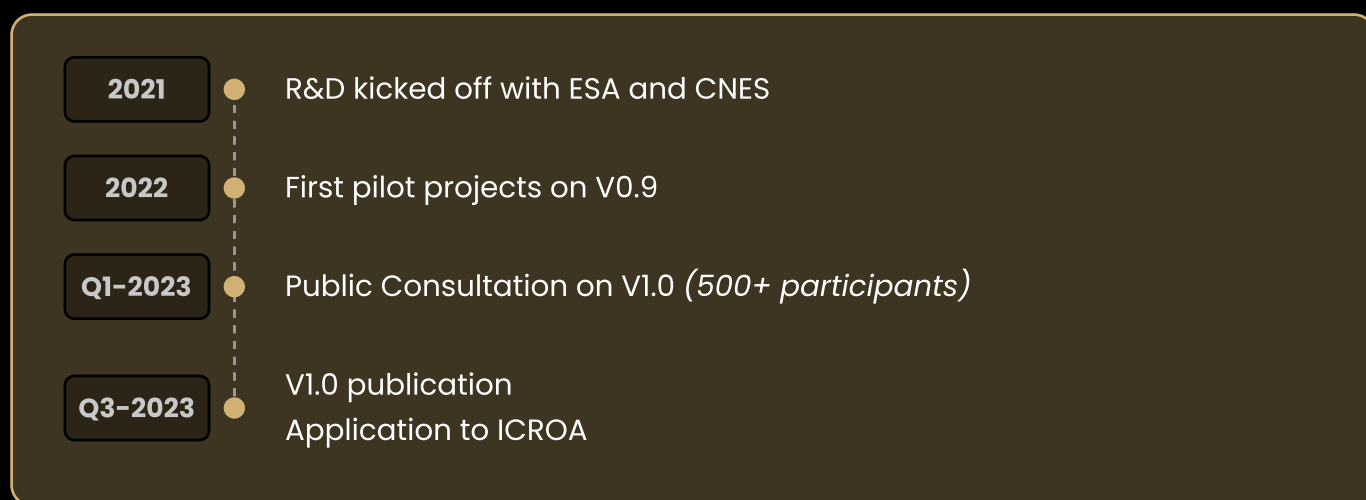 2021
R&D kicked off with ESA and CNES
2022
First pilot projects on V0.9
Q1-2023
Public Consultation on V1.0 (500+ participants)
Q3-2023
V1.0 publication
Application to ICROA